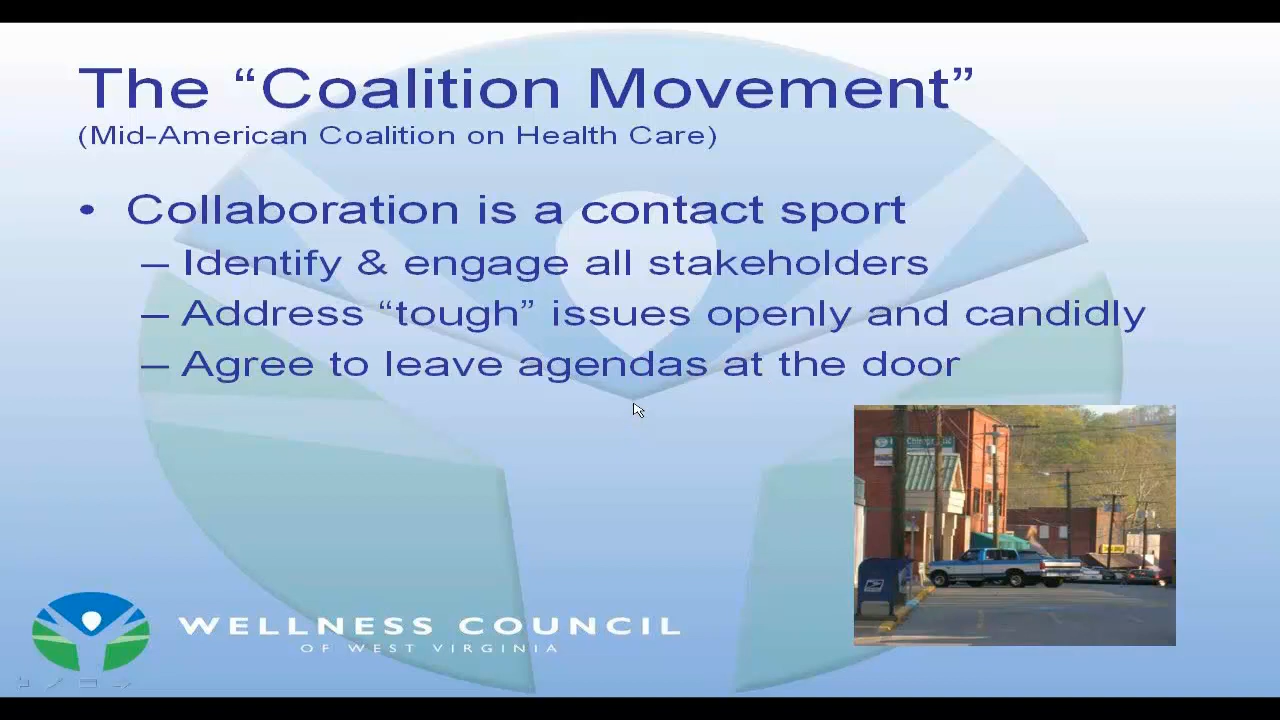 The “Coalition Movement”
(Mid-American Coalition on Health Care)
• Collaboration is a contact sport
– Identify & engage all stakeholders
– Address “tough” issues openly and candidly
– Agree to leave agendas at the door
WELLNESS COUNCIL
OF WEST VIRGINIA